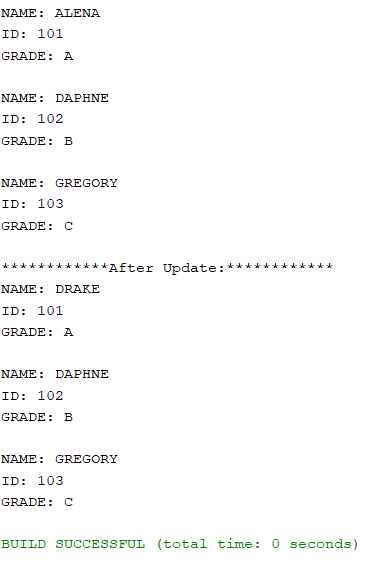 NAME: ALENA
ID: 101
GRADE: A
NAME: DAPHNE
ID: 102
GRADE: B
NAME: GREGORY
ID: 103
GRADE: C
************After Update:************
NAME: DRAKE
ID: 101
GRADE: A
NAME: DAPHNE
ID: 102
GRADE: B
NAME: GREGORY
ID: 103
GRADE: C
BUILD SUCCESSFUL (total time: 0 seconds)